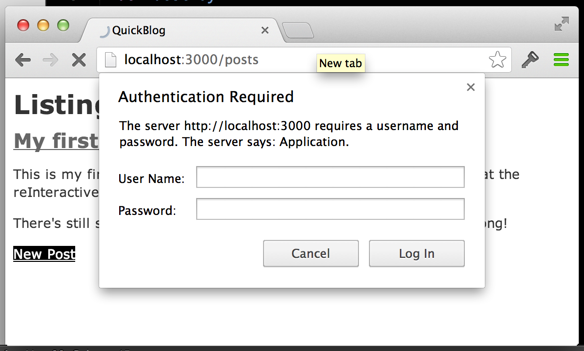 QuickBlog
localhost:3000/posts
New tab
Listing
Authentication Required
My first
The server http://localhost:3000 requires a username and
password. The server says: Application.
This is my fir at the
reInteractive
User Name:
Password:
There's still s ong!
Cancel
Log In
New Post